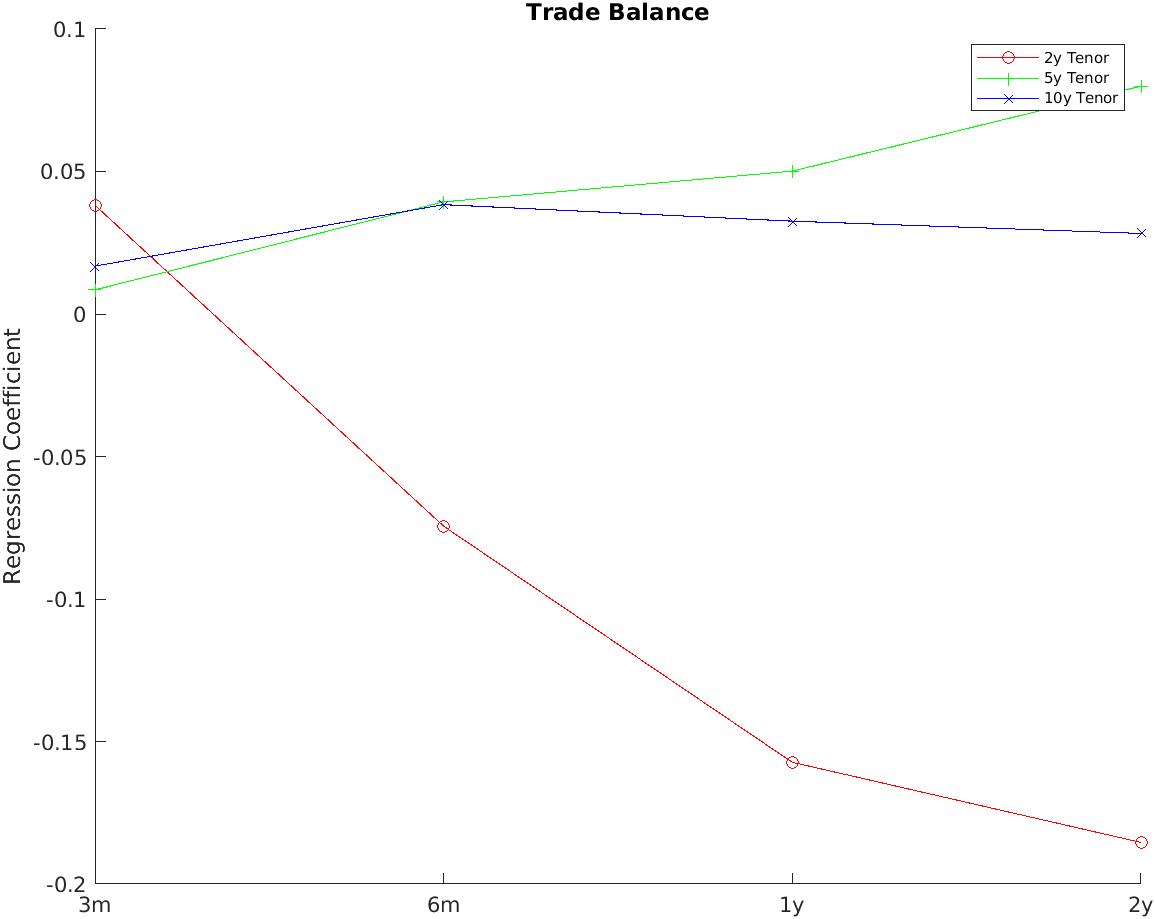 Trade Balance
0.1
0.05
0
-0.05
-0.1
-0.15
-0.2
Regression Coefficient
2y Tenor
5y Tenor
10y Tenor
3m
6m
1y
2y